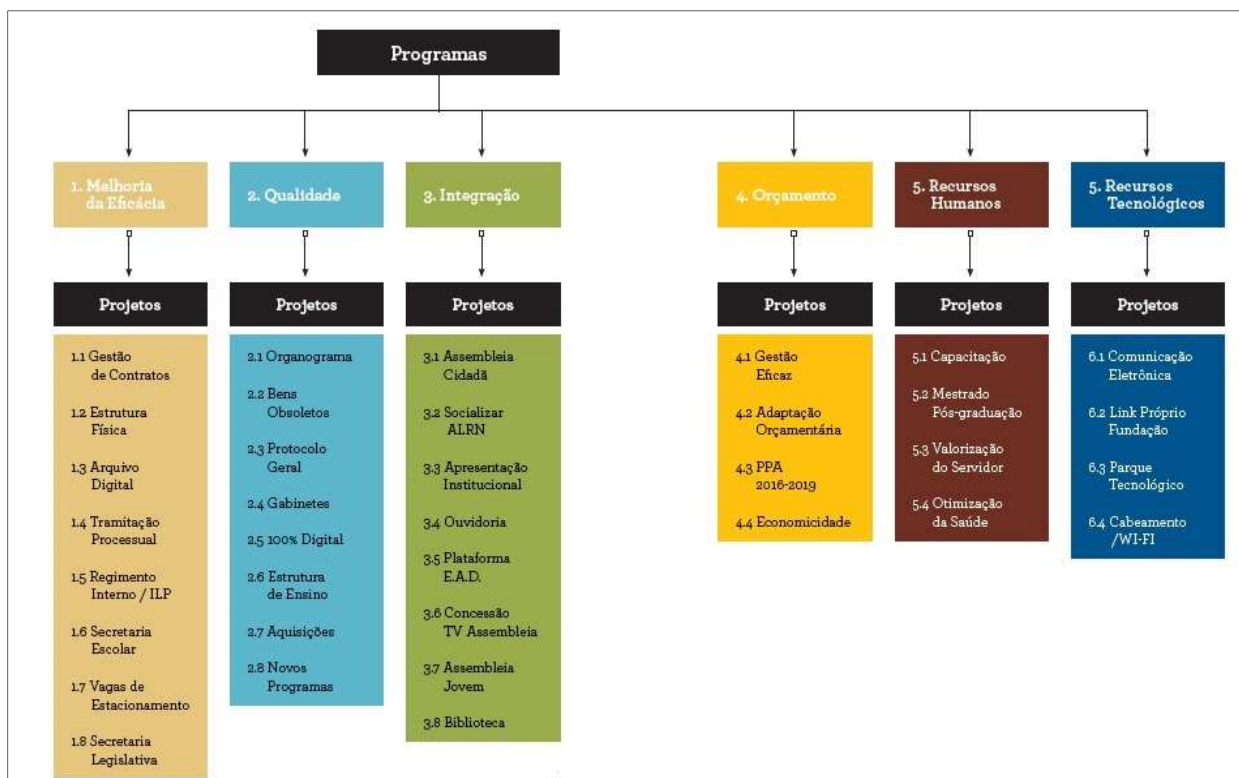 Programas
1. Melhoria
da Eficácia
2. Qualidade
3. Integração
4. Orçamento
5. Recursos
Humanos
5. Recursos
Tecnológicos
Projetos
1.1 Gestão
de Contratos
1.2 Estrutura
Física
1.3 Arquivo
Digital
1.4 Tramitação
Processual
1.5 Regimento
Interno / ILP
1.6 Secretaria
Escolar
1.7 Vagas de
Estacionamento
1.8 Secretaria
Legislativa
Projetos
2.1 Organograma
2.2 Bens
Obsoletos
2.3 Protocolo
Geral
2.4 Gabinetes
2.5 100% Digital
2.6 Estrutura
de Ensino
2.7 Aquisições
2.8 Novos
Programas
Projetos
3.1 Assembleia
Cidadã
3.2 Socializar
ALRN
3.3 Apresentação
Institucional
3.4 Ouvidoria
3.5 Plataforma
E.A.D.
3.6 Concessão
TV Assembleia
3.7 Assembleia
Jovem
3.8 Biblioteca
Projetos
4.1 Gestão
Eficaz
4.2 Adaptação
Orçamentária
4.3 PPA
2016-2019
4.4 Economicidade
Projetos
5.1 Capacitação
5.2 Mestrado
Pós-graduação
5.3 Valorização
do Servidor
5.4 Otimização
da Saúde
Projetos
6.1 Comunicação
Eletrônica
6.2 Link Próprio
Fundação
6.3 Parque
Tecnológico
6.4 Cabeamento
/WI-FI